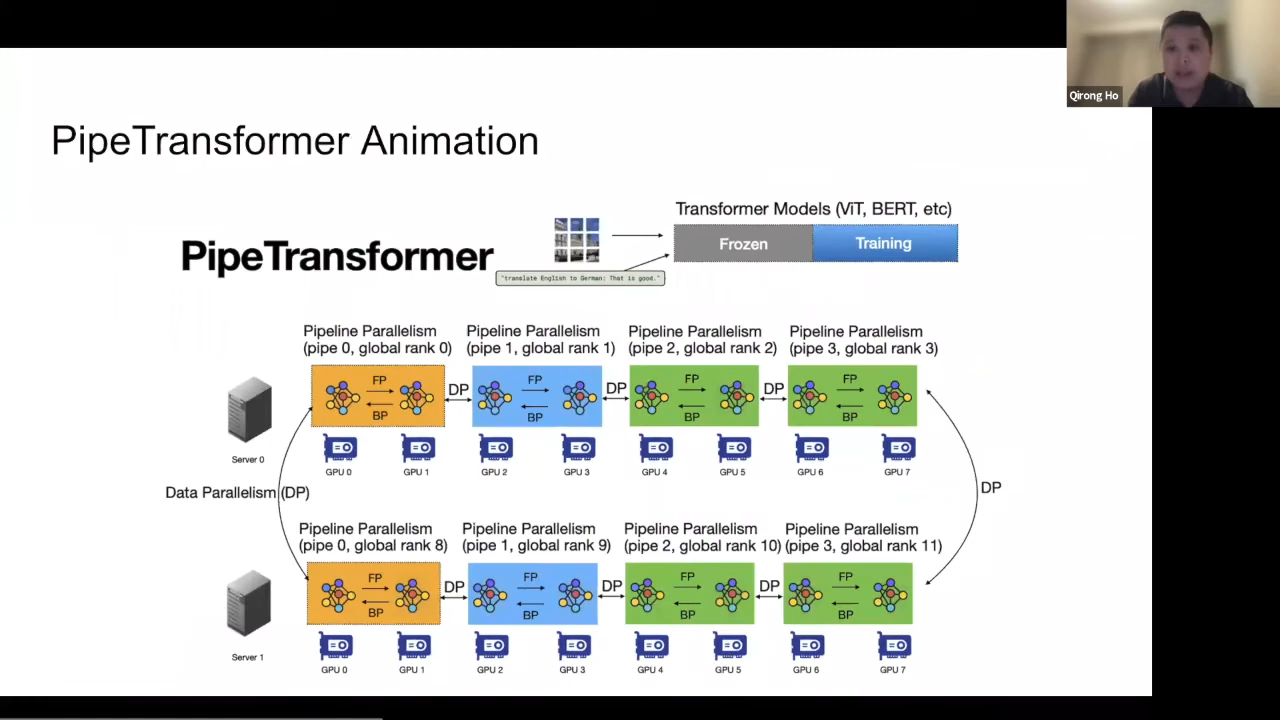 Qirong Ho
PipeTransformer Animation
Transformer Models (ViT, BERT, etc)
PipeTransformer
Frozen
Training
"translate English to German: That is good."
Pipeline Parallelism
(pipe 0, global rank 0)
Pipeline Parallelism
(pipe 1, global rank 1)
Pipeline Parallelism
(pipe 2, global rank 2)
Pipeline Parallelism
(pipe 3, global rank 3)
FP
BP
DP
FP
BP
DP
FP
BP
DP
FP
BP
Server 0
GPU 0
GPU 1
GPU 2
GPU 3
GPU 4
GPU 5
GPU 6
GPU 7
Data Parallelism (DP)
DP
Pipeline Parallelism
(pipe 0, global rank 8)
Pipeline Parallelism
(pipe 1, global rank 9)
Pipeline Parallelism
(pipe 2, global rank 10)
Pipeline Parallelism
(pipe 3, global rank 11)
FP
BP
DP
FP
BP
DP
FP
BP
DP
FP
BP
Server 1
GPU 0
GPU 1
GPU 2
GPU 3
GPU 4
GPU 5
GPU 6
GPU 7